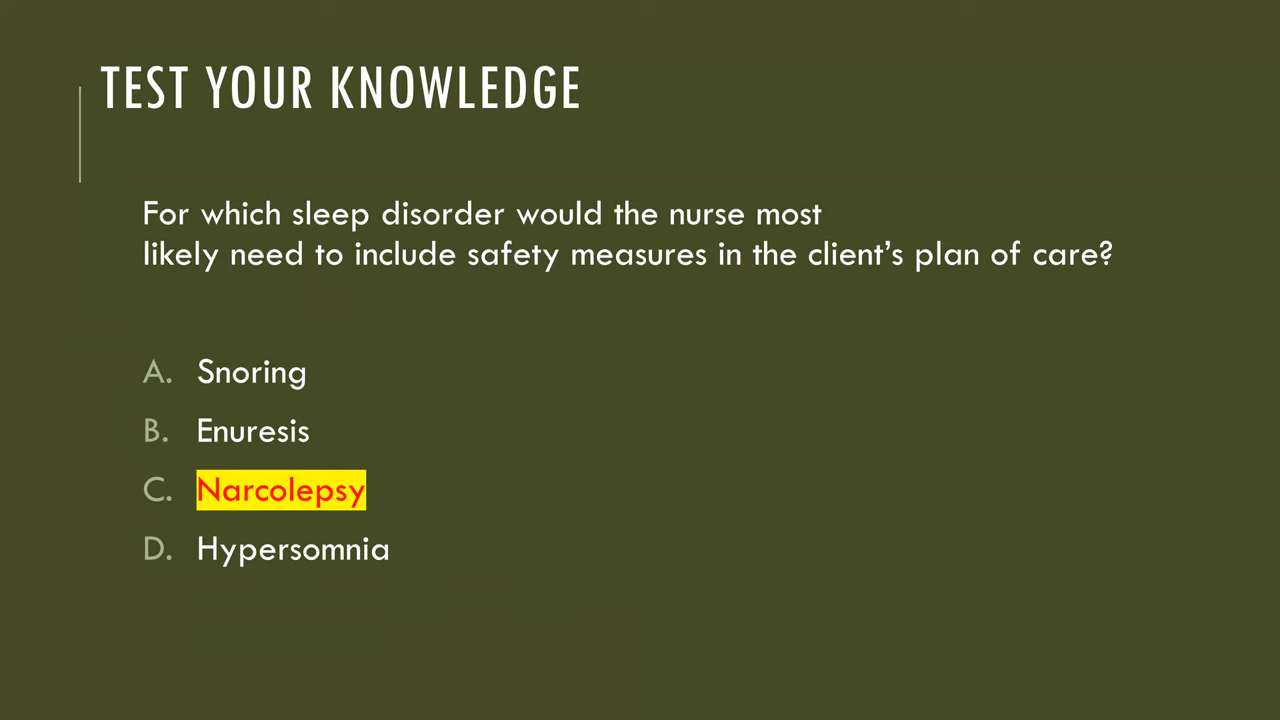 TEST YOUR KNOWLEDGE
For which sleep disorder would the nurse most
likely need to include safety measures in the client’s plan of care?
A. Snoring
B. Enuresis
C. Narcolepsy
D. Hypersomnia